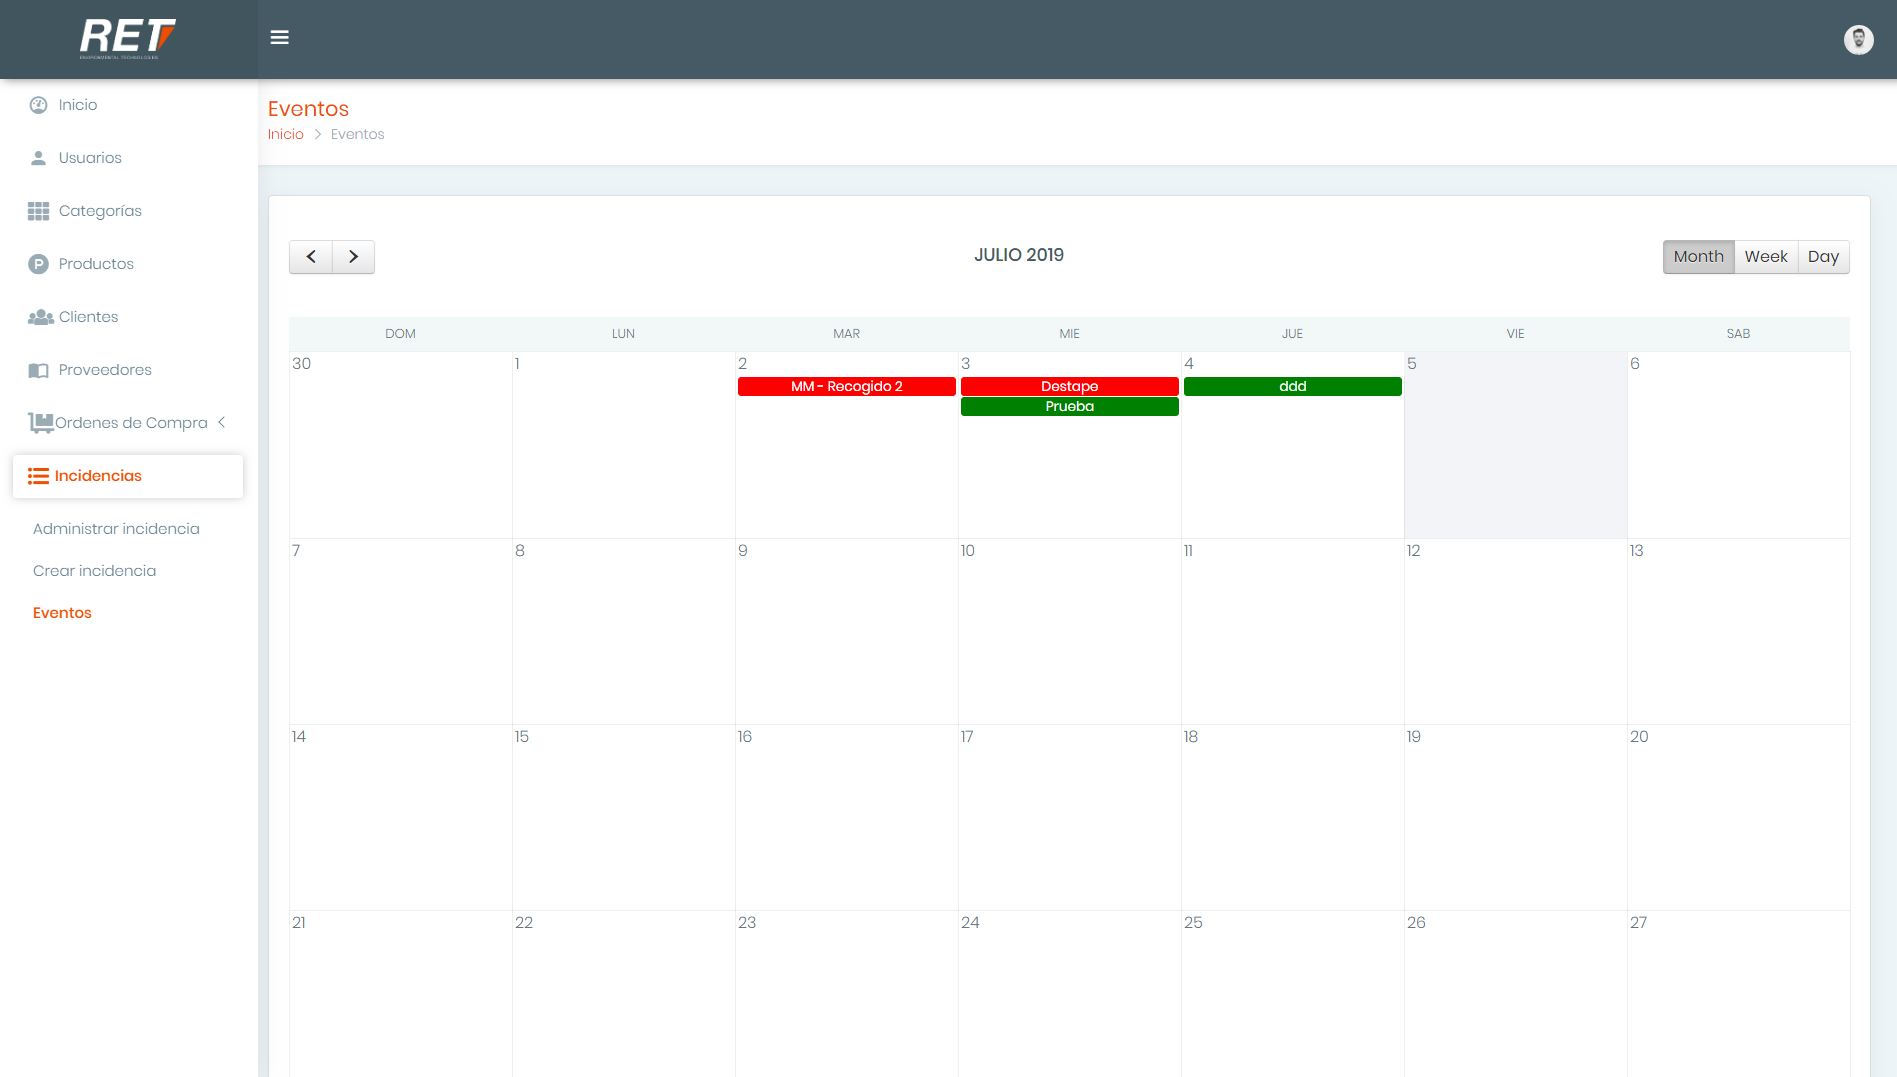 RET
ENVIRONMENTAL TECHNOLOGIES
Inicio
Usuarios
Categorías
Productos
Clientes
Proveedores
Ordenes de Compra
Incidencias
Administrar incidencia
Crear incidencia
Eventos
Eventos
Inicio > Eventos
JULIO 2019
Month Week Day
DOM LUN MAR MIE JUE VIE SAB
30 1 2 3 4 5 6
MM - Recogido 2 Destape ddd
Prueba
7 8 9 10 11 12 13
14 15 16 17 18 19 20
21 22 23 24 25 26 27